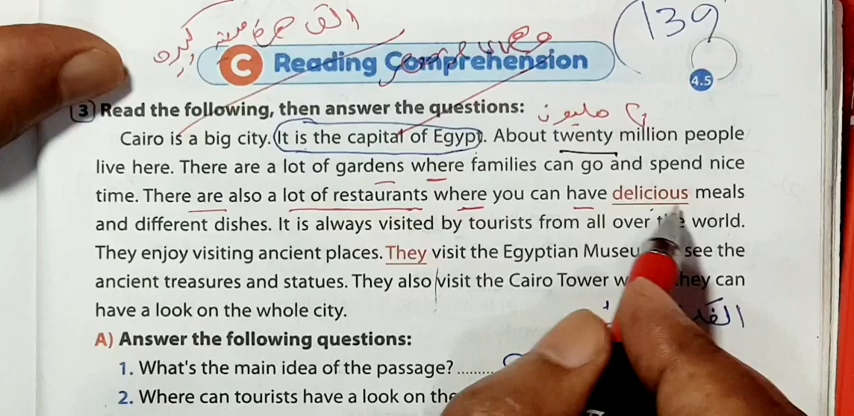 139
C Reading Comprehension
4.5
3 Read the following, then answer the questions:
٢٠ مليون
Cairo is a big city. It is the capital of Egypt. About twenty million people
live here. There are a lot of gardens where families can go and spend nice
time. There are also a lot of restaurants where you can have delicious meals
and different dishes. It is always visited by tourists from all over the world.
They enjoy visiting ancient places. They visit the Egyptian see the
ancient treasures and statues. They also visit the Cairo Tower can
have a look on the whole city.
A) Answer the following questions:
1. What's the main idea of the passage? ..........
2. Where can tourists have a look on the